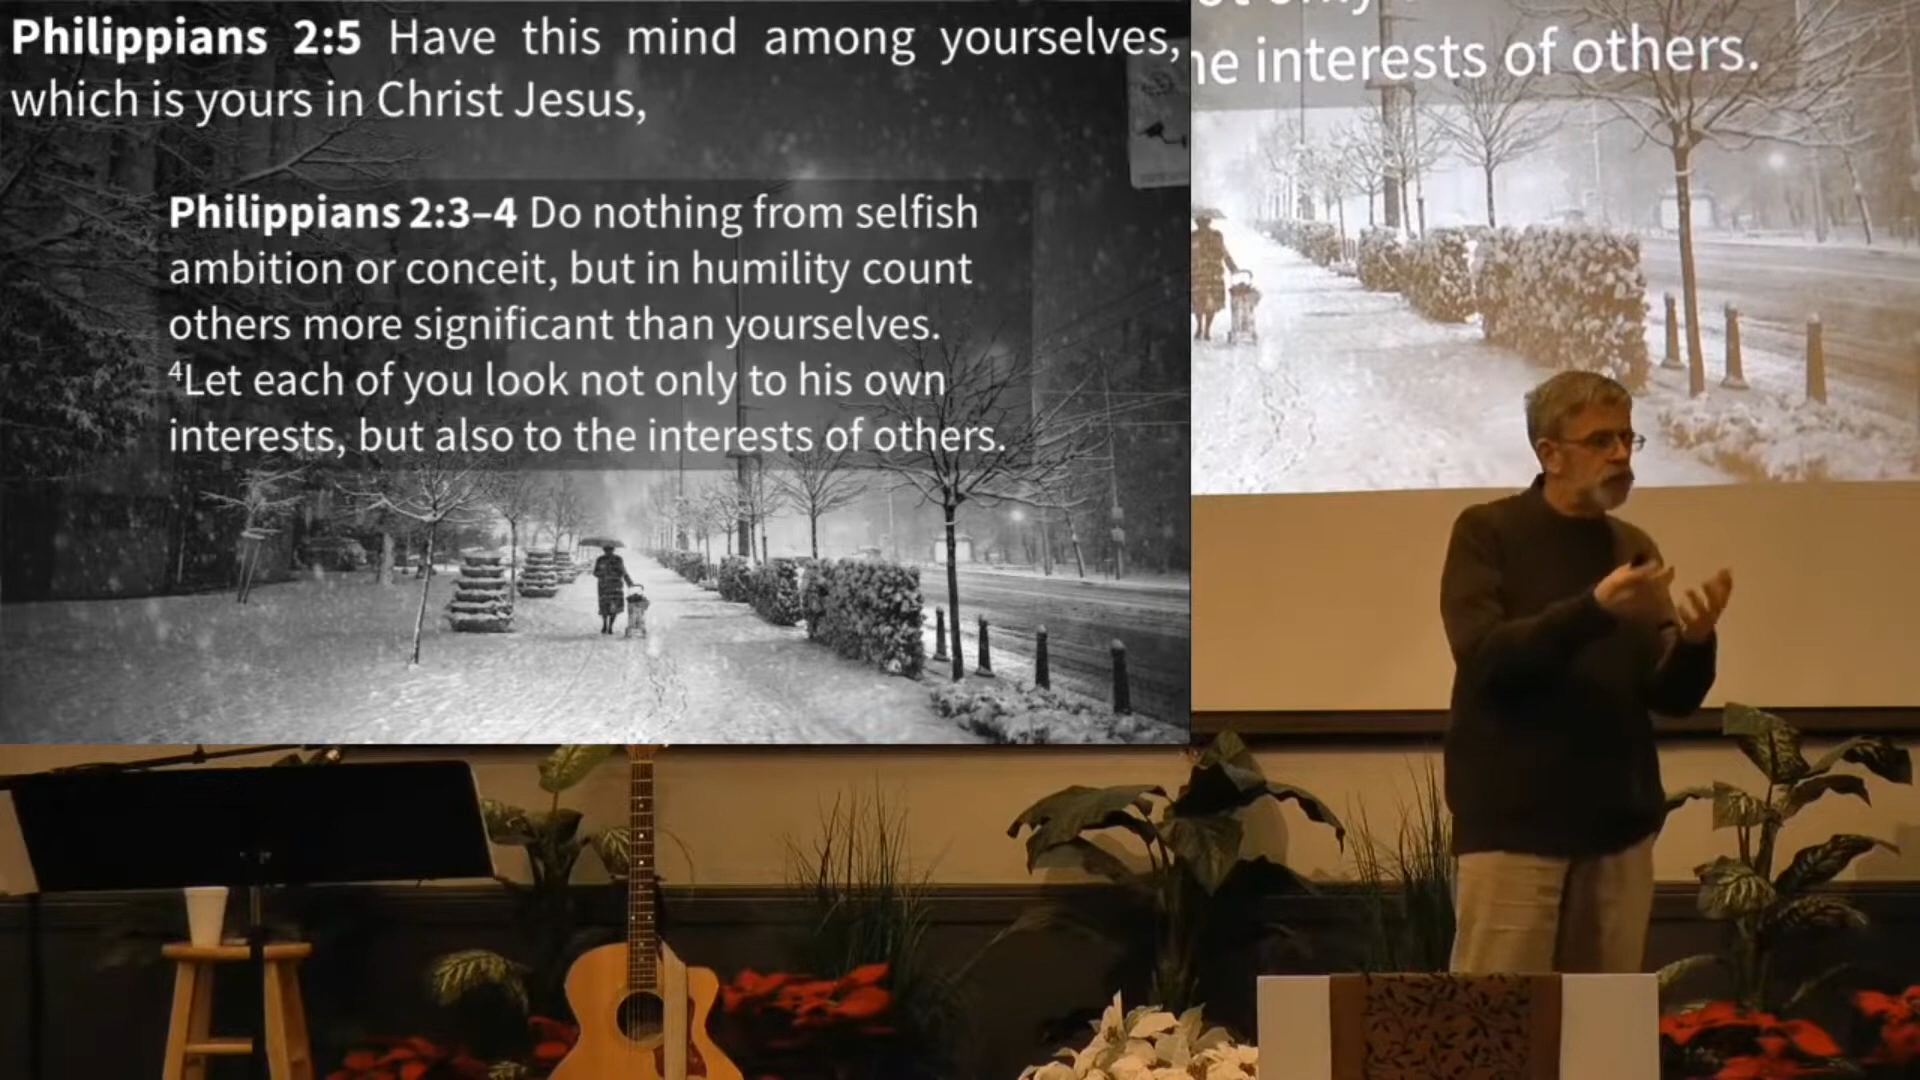 Philippians 2:5 Have this mind among yourselves,
which is yours in Christ Jesus,
Philippians 2:3–4 Do nothing from selfish
ambition or conceit, but in humility count
others more significant than yourselves.
⁴Let each of you look not only to his own
interests, but also to the interests of others.
only
he interests of others.